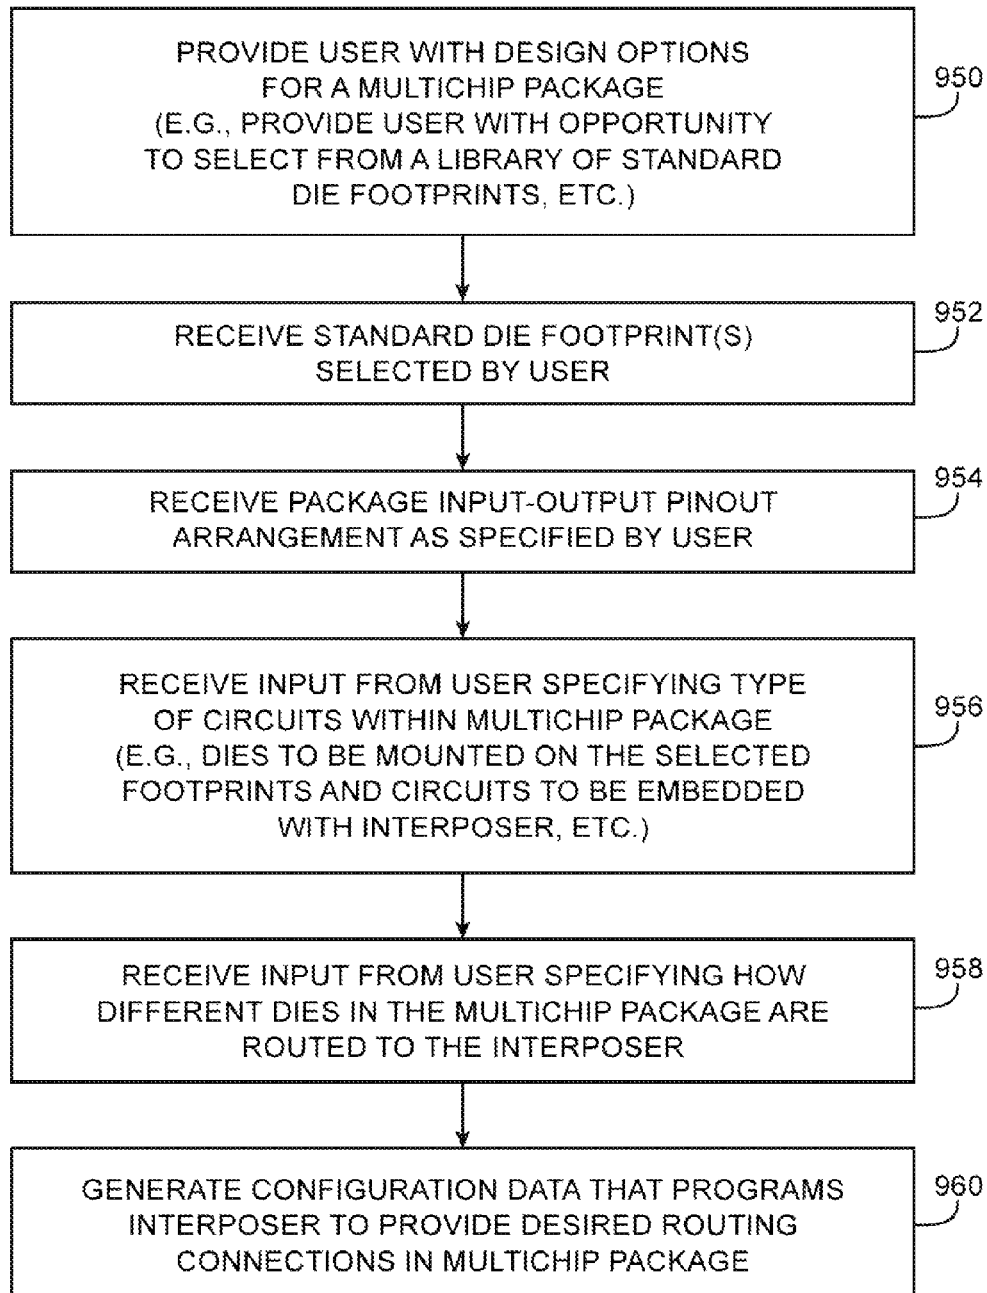 PROVIDE USER WITH DESIGN OPTIONS
FOR A MULTICHIP PACKAGE
(E.G., PROVIDE USER WITH OPPORTUNITY
TO SELECT FROM A LIBRARY OF STANDARD
DIE FOOTPRINTS, ETC.)
950
RECEIVE STANDARD DIE FOOTPRINT(S)
SELECTED BY USER
952
RECEIVE PACKAGE INPUT-OUTPUT PINOUT
ARRANGEMENT AS SPECIFIED BY USER
954
RECEIVE INPUT FROM USER SPECIFYING TYPE
OF CIRCUITS WITHIN MULTICHIP PACKAGE
(E.G., DIES TO BE MOUNTED ON THE SELECTED
FOOTPRINTS AND CIRCUITS TO BE EMBEDDED
WITH INTERPOSER, ETC.)
956
RECEIVE INPUT FROM USER SPECIFYING HOW
DIFFERENT DIES IN THE MULTICHIP PACKAGE ARE
ROUTED TO THE INTERPOSER
958
GENERATE CONFIGURATION DATA THAT PROGRAMS
INTERPOSER TO PROVIDE DESIRED ROUTING
CONNECTIONS IN MULTICHIP PACKAGE
960